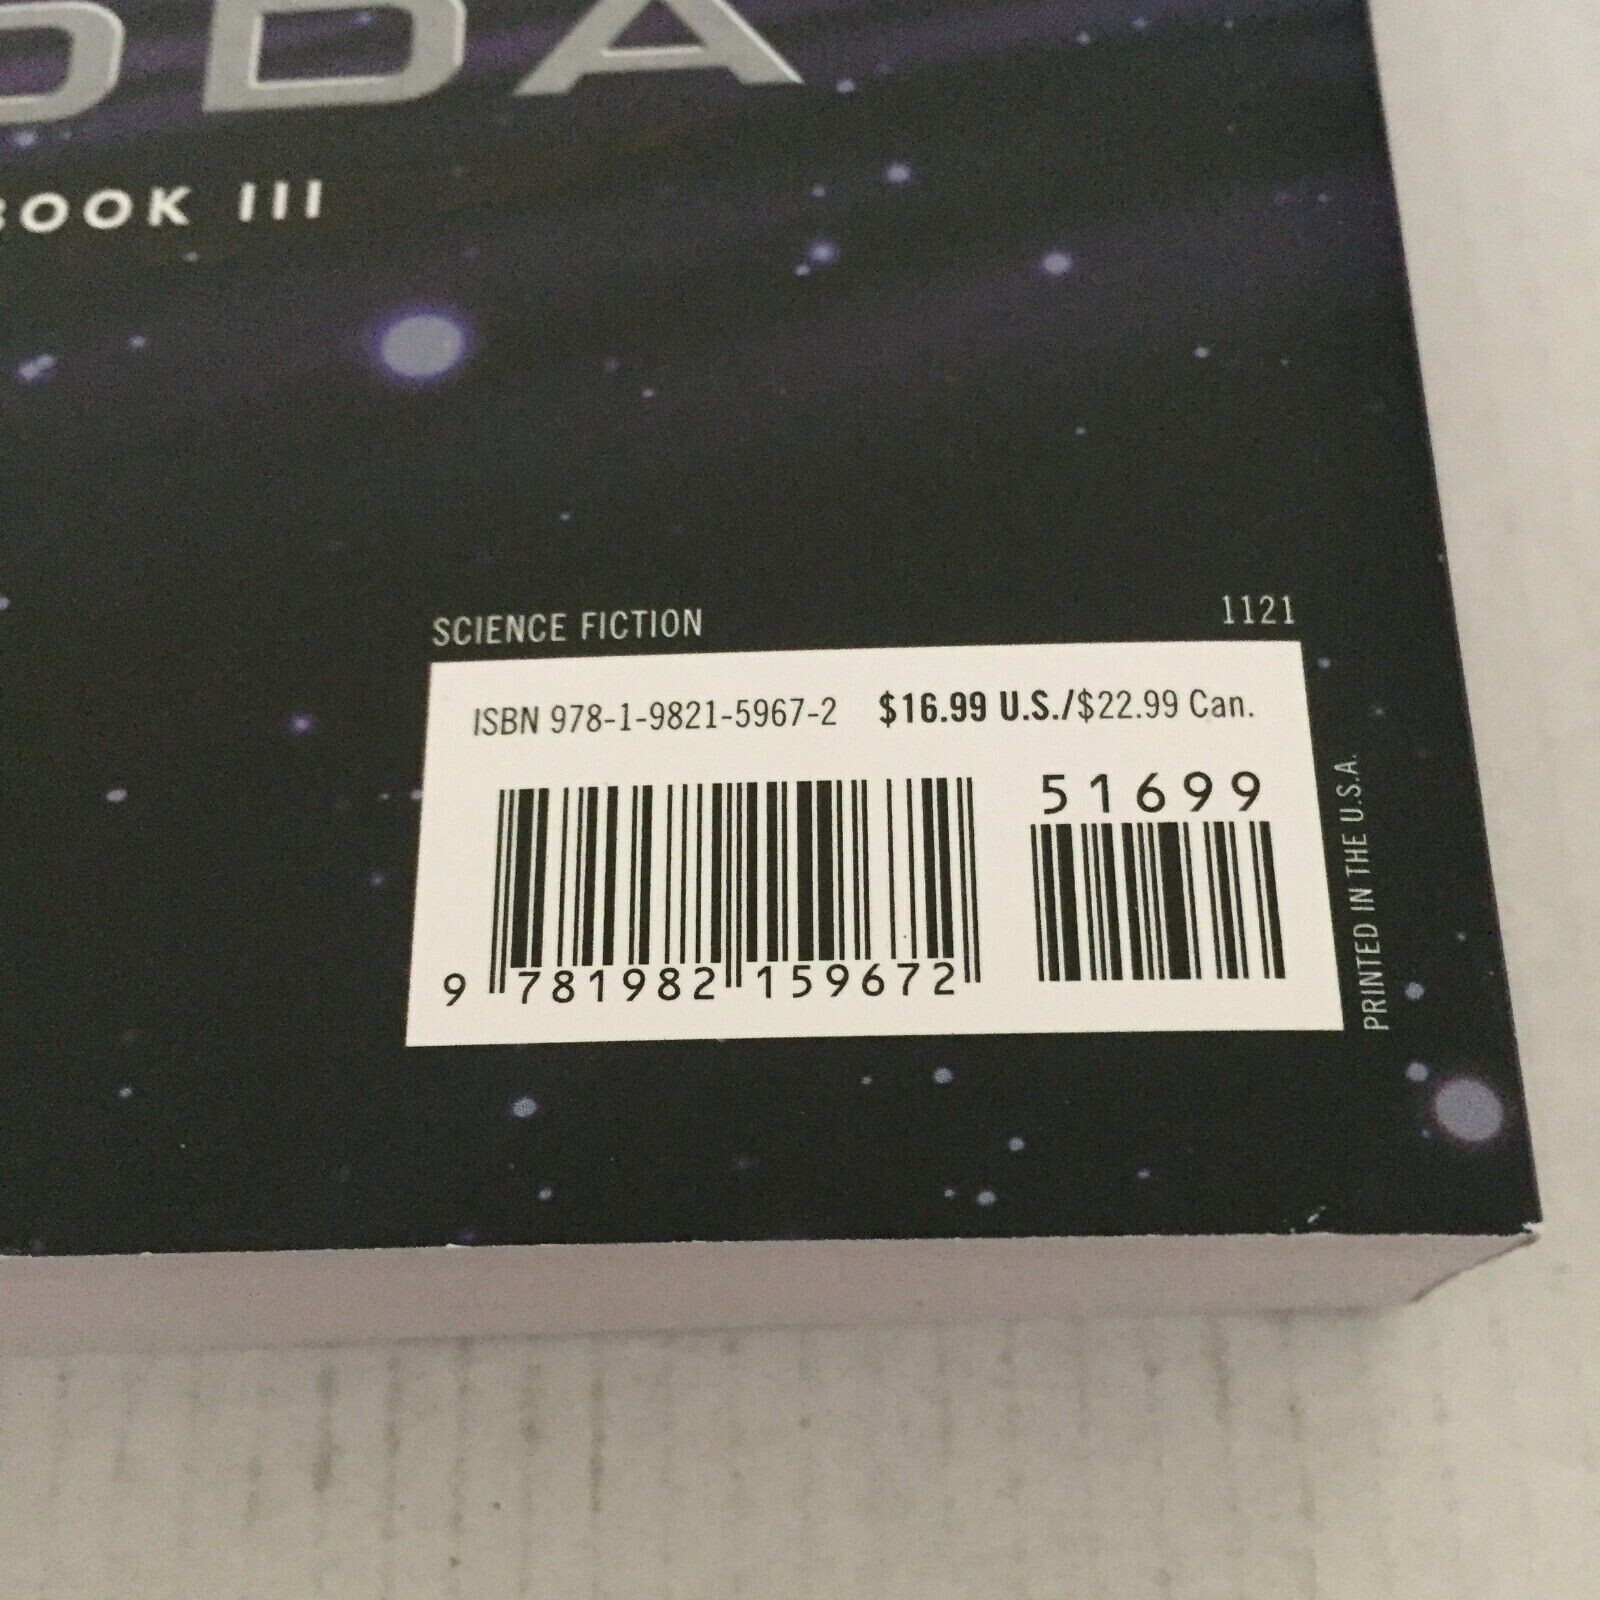 DDA
BOOK III
SCIENCE FICTION 1121
ISBN 978-1-9821-5967-2 $16.99 U.S./$22.99 Can.
51699
9 781982 159672
PRINTED IN THE U.S.A.